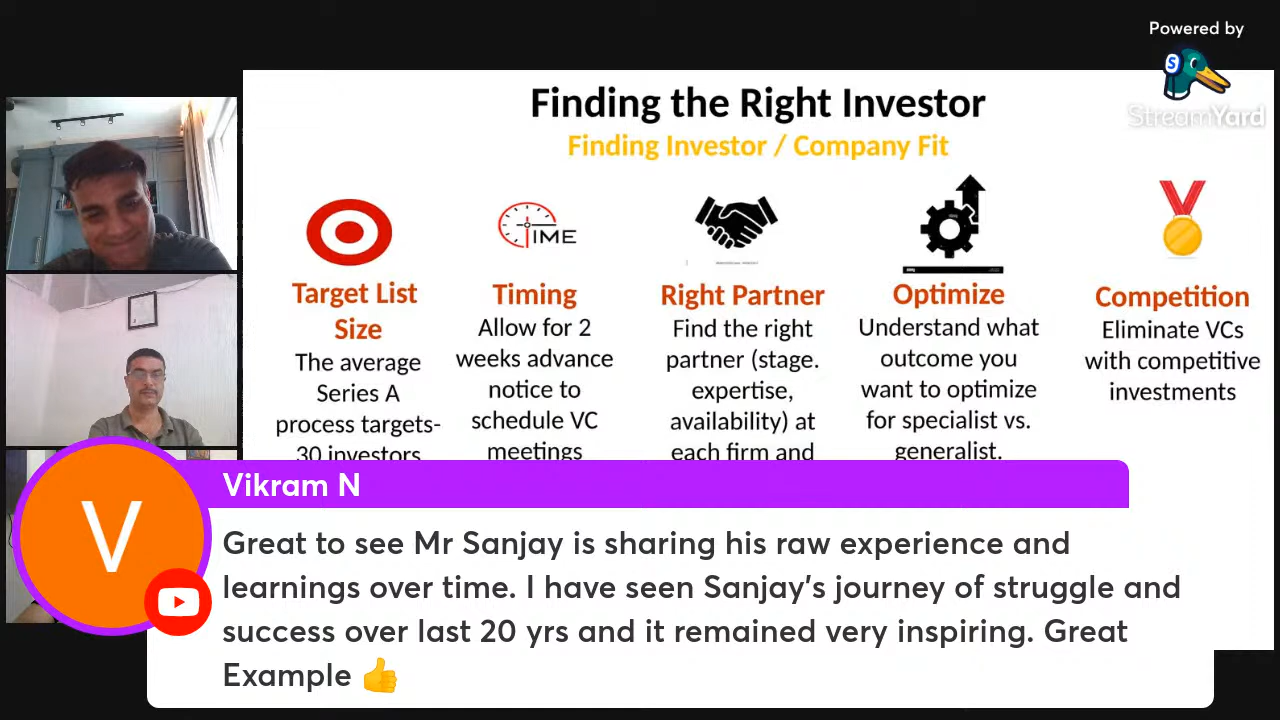 Powered by
StreamYard
Finding the Right Investor
Finding Investor / Company Fit
TIME
Target List
Size
The average
Series A
process targets-
30 investors
Timing
Allow for 2
weeks advance
notice to
schedule VC
meetings
Right Partner
Find the right
partner (stage.
expertise,
availability) at
each firm and
Optimize
Understand what
outcome you
want to optimize
for specialist vs.
generalist.
Competition
Eliminate VCs
with competitive
investments
V
Vikram N
Great to see Mr Sanjay is sharing his raw experience and
learnings over time. I have seen Sanjay's journey of struggle and
success over last 20 yrs and it remained very inspiring. Great
Example 👍